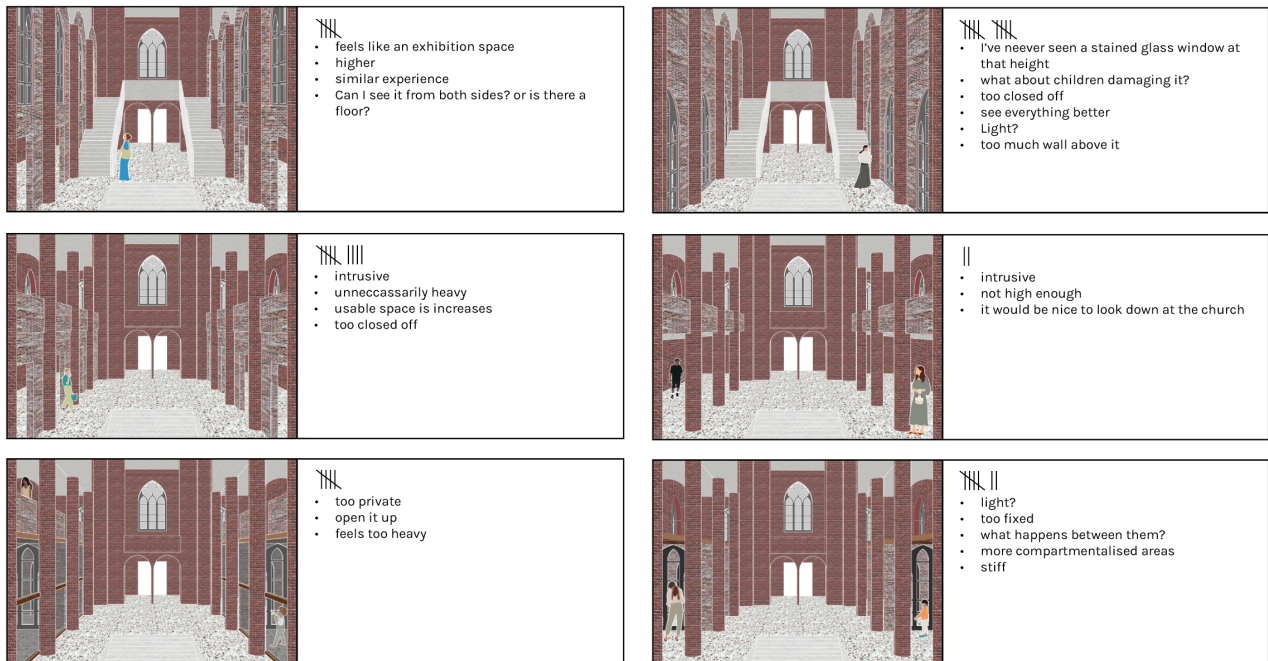 feels like an exhibition space
higher
similar experience
Can I see it from both sides? or is there a
floor?
I've neever seen a stained glass window at
that height
what about children damaging it?
too closed off
see everything better
Light?
too much wall above it
intrusive
unneccassarily heavy
usable space is increases
too closed off
intrusive
not high enough
it would be nice to look down at the church
too private
open it up
feels too heavy
light?
too fixed
what happens between them?
more compartmentalised areas
stiff